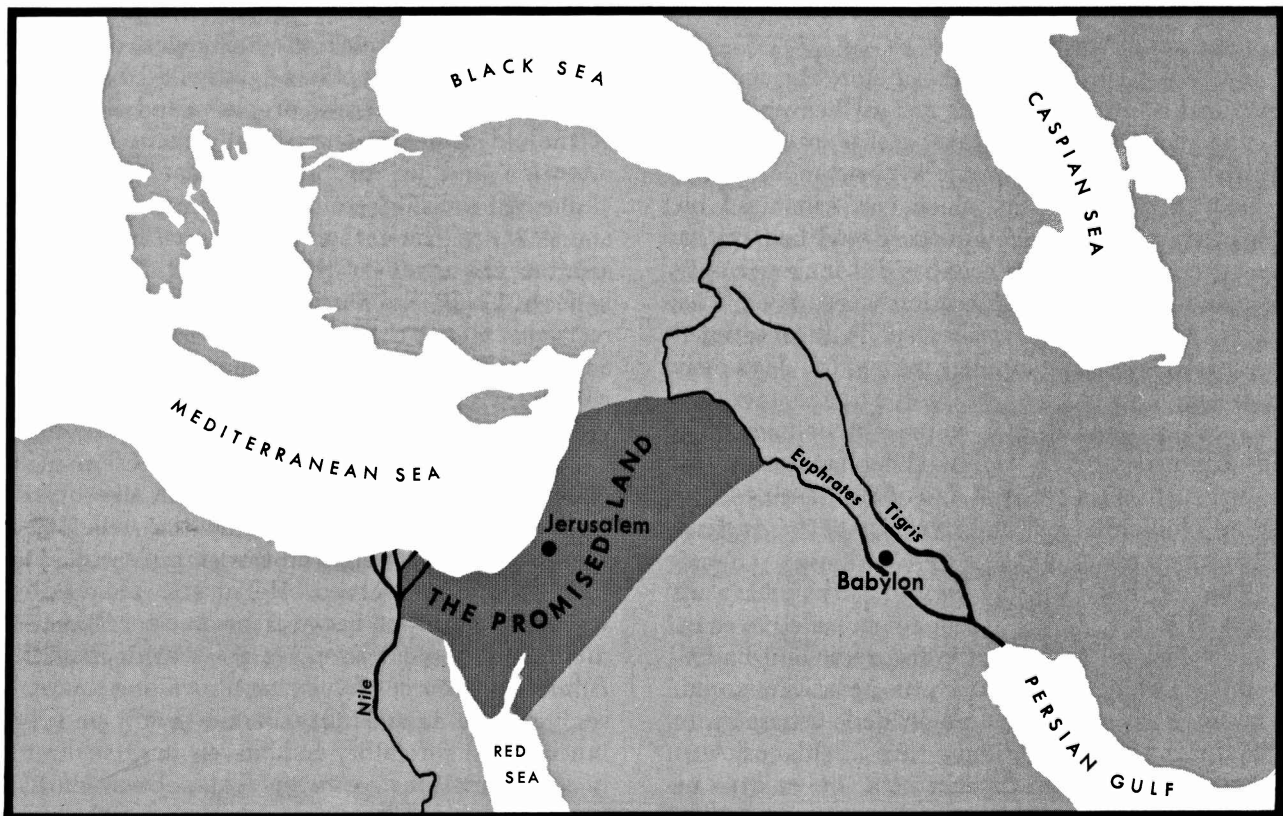 BLACK SEA
CASPIAN SEA
MEDITERRANEAN SEA
THE PROMISED LAND
Jerusalem
Euphrates
Tigris
Babylon
Nile
RED
SEA
PERSIAN GULF